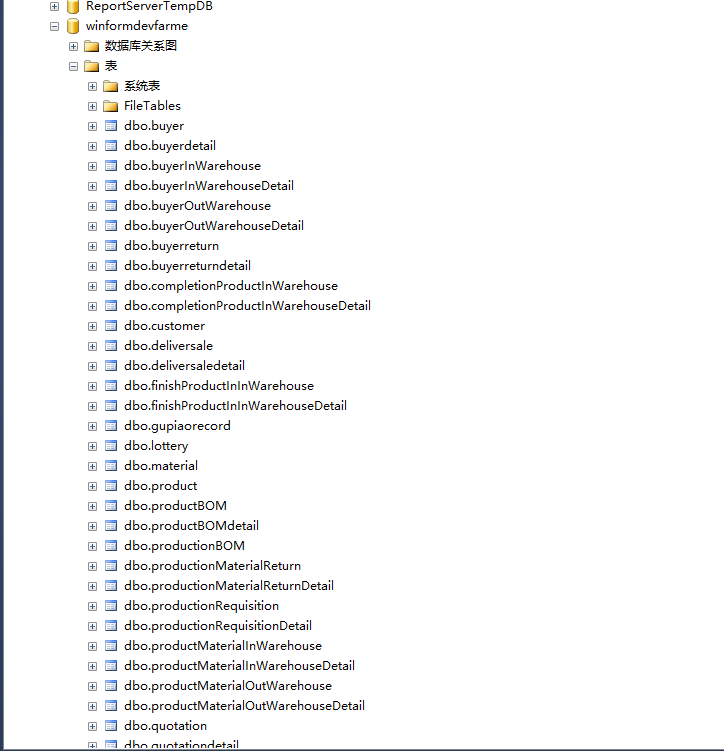 ReportServerTempDB
winformdevfarme
数据库关系图
表
系统表
FileTables
dbo.buyer
dbo.buyerdetail
dbo.buyerInWarehouse
dbo.buyerInWarehouseDetail
dbo.buyerOutWarehouse
dbo.buyerOutWarehouseDetail
dbo.buyerreturn
dbo.buyerreturndetail
dbo.completionProductInWarehouse
dbo.completionProductInWarehouseDetail
dbo.customer
dbo.deliversale
dbo.deliversaledetail
dbo.finishProductInInWarehouse
dbo.finishProductInInWarehouseDetail
dbo.gupiaorecord
dbo.lottery
dbo.material
dbo.product
dbo.productBOM
dbo.productBOMdetail
dbo.productionBOM
dbo.productionMaterialReturn
dbo.productionMaterialReturnDetail
dbo.productionRequisition
dbo.productionRequisitionDetail
dbo.productMaterialInWarehouse
dbo.productMaterialInWarehouseDetail
dbo.productMaterialOutWarehouse
dbo.productMaterialOutWarehouseDetail
dbo.quotation
dbo.quotationdetail